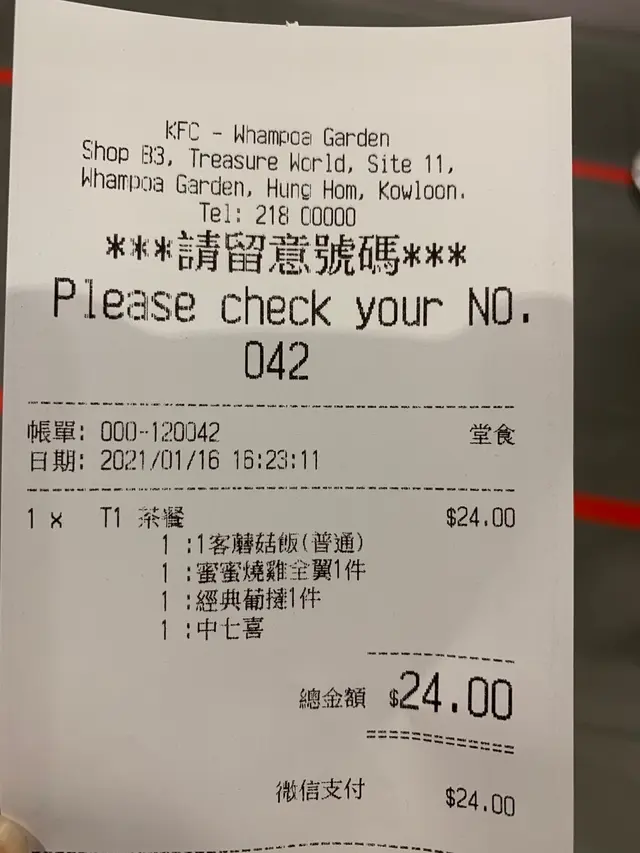 KFC - Whampoa Garden
Shop B3, Treasure World, Site 11,
Whampoa Garden, Hung Hom, Kowloon.
Tel: 218 00000
***請留意號碼***
Please check your NO.
042
帳單: 000-120042 堂食
日期: 2021/01/16 16:23:11
1 x T1 茶餐 $24.00
1 :1客蘑菇飯(普通)
1 :蜜蜜燒雞全翼1件
1 :經典葡撻1件
1 :中七喜
總金額 $24.00
微信支付 $24.00